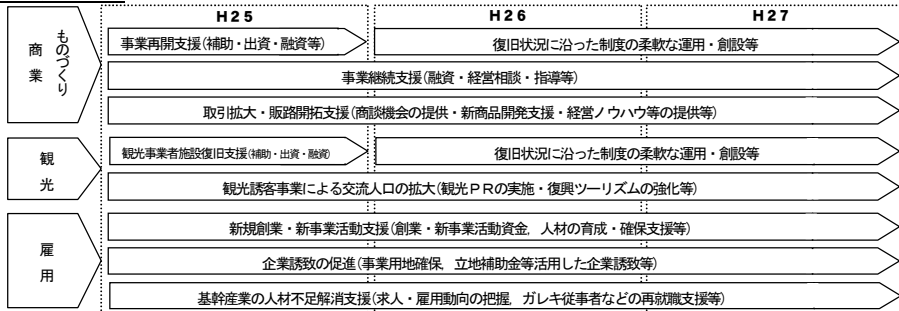 H25
H26
H27
商業
ものづくり
事業再開支援(補助・出資・融資等)
復旧状況に沿った制度の柔軟な運用・創設等
事業継続支援(融資・経営相談・指導等)
取引拡大・販路開拓支援(商談機会の提供・新商品開発支援・経営ノウハウ等の提供等)
観光
観光事業者施設復旧支援(補助・出資・融資)
復旧状況に沿った制度の柔軟な運用・創設等
観光誘客事業による交流人口の拡大(観光PRの実施・復興ツーリズムの強化等)
雇用
新規創業・新事業活動支援(創業・新事業活動資金,人材の育成・確保支援等)
企業誘致の促進(事業用地確保,立地補助金等活用した企業誘致等)
基幹産業の人材不足解消支援(求人・雇用動向の把握,ガレキ従事者などの再就職支援等)